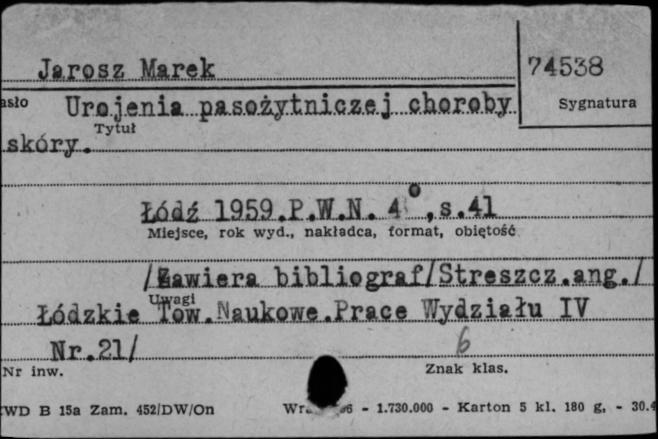 Jarosz Marek
74538
asło Urojenia pasożytniczej choroby
Sygnatura
Tytuł
skóry.
Łódź 1959.P.W.N. 4°,s.41
Miejsce, rok wyd., nakładca, format, objętość
/Zawiera bibliograf/Streszcz.ang./
Uwagi
Łódzkie Tow.Naukowe.Prace Wydziału IV
Nr.21/
6
Nr inw.
Znak klas.
ZWD B 15a Zam. 452/DW/On - 1.730.000 - Karton 5 kl. 180 g. - 30.4